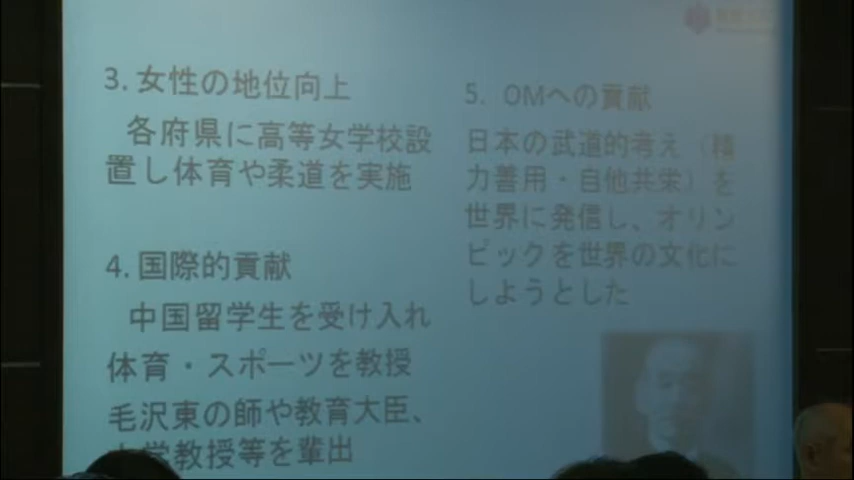 3. 女性の地位向上
各府県に高等女学校設
置し体育や柔道を実施
4. 国際的貢献
中国留学生を受け入れ
体育・スポーツを教授
毛沢東の師や教育大臣、
学教授等を輩出
5. OMへの貢献
日本の武道的考え（精
力善用・自他共栄）を
世界に発信し、オリン
ピックを世界の文化に
しようとした